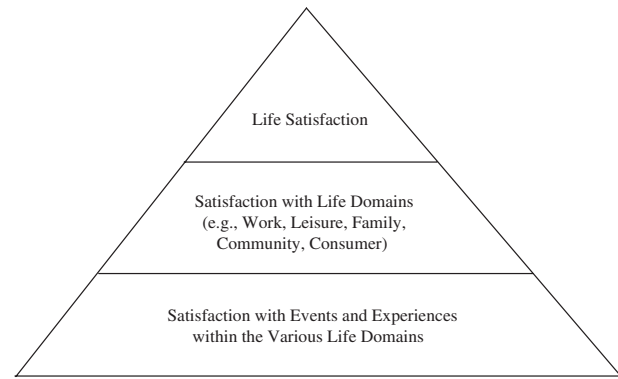 Life Satisfaction
Satisfaction with Life Domains
(e.g., Work, Leisure, Family,
Community, Consumer)
Satisfaction with Events and Experiences
within the Various Life Domains